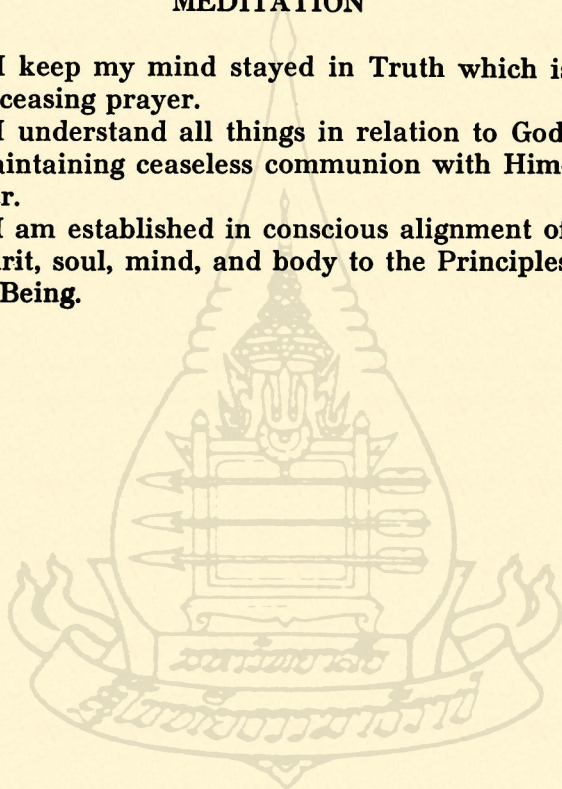 MEDITATION
I keep my mind stayed in Truth which is
ceasing prayer.
I understand all things in relation to God
aintaining ceaseless communion with Him-
r.
I am established in conscious alignment of
rit, soul, mind, and body to the Principles
Being.